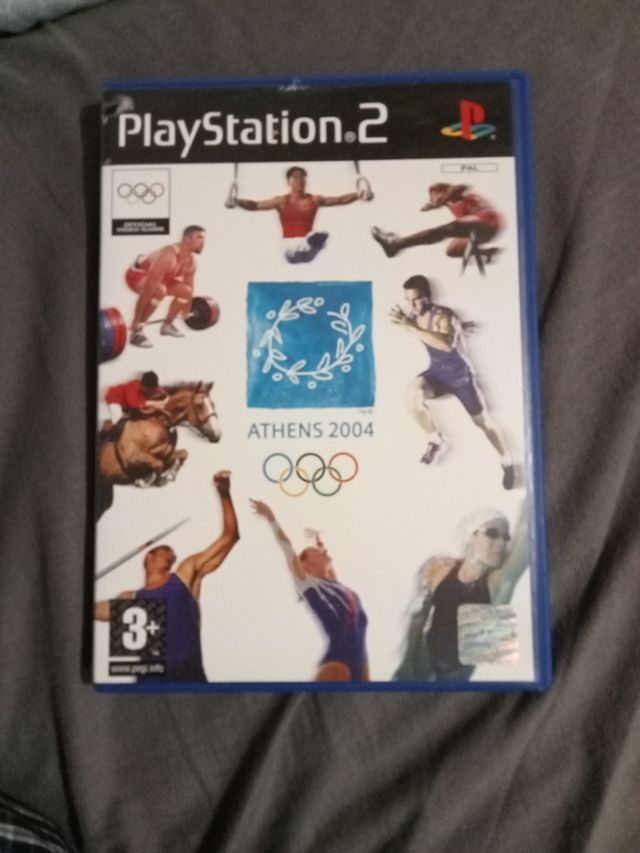 PlayStation®2
PAL
OFFICIAL
VIDEO GAME
ATHENS 2004
3+
www.pegi.info